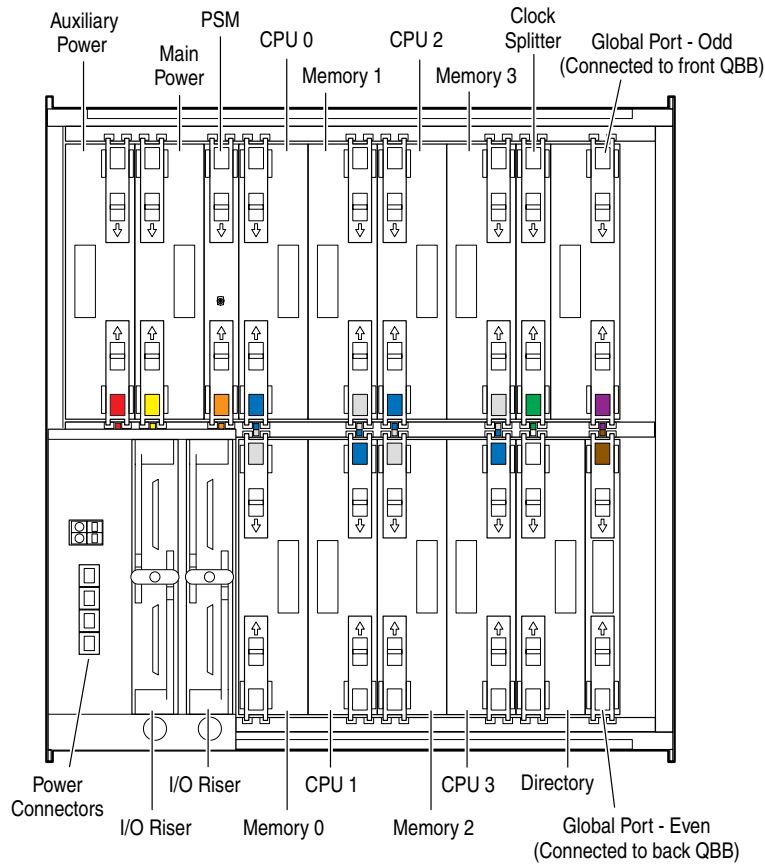 Auxiliary
Power
Main
Power
PSM
CPU 0
Memory 1
CPU 2
Memory 3
Clock
Splitter
Global Port - Odd
(Connected to front QBB)
Power
Connectors
I/O Riser
I/O Riser
Memory 0
CPU 1
Memory 2
CPU 3
Directory
Global Port - Even
(Connected to back QBB)